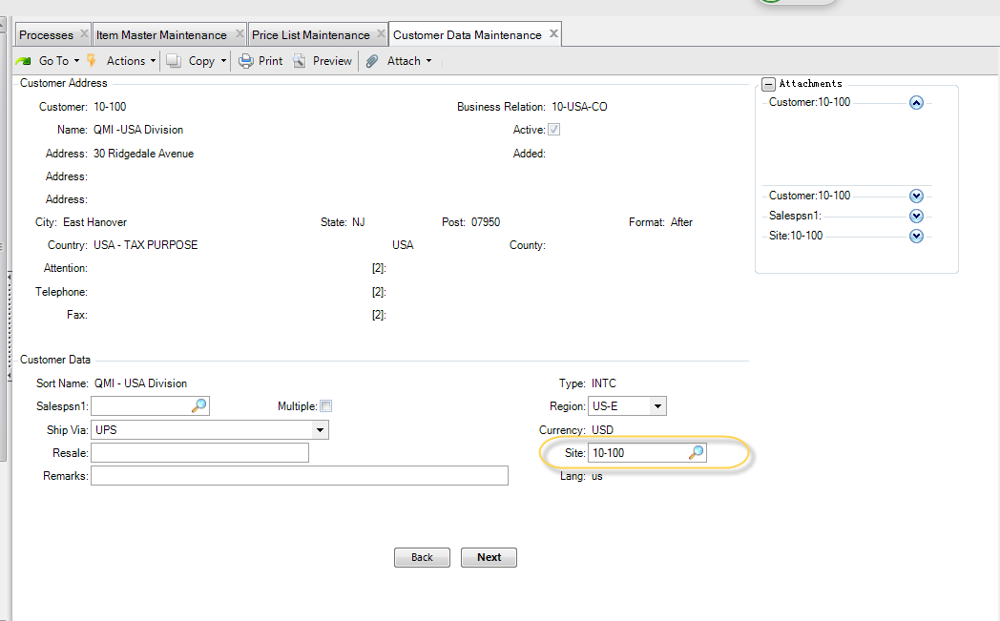 Processes Item Master Maintenance Price List Maintenance Customer Data Maintenance
Go To Actions Copy Print Preview Attach
Customer Address
Customer: 10-100 Business Relation: 10-USA-CO
Name: QMI -USA Division Active:
Address: 30 Ridgedale Avenue Added:
Address:
Address:
City: East Hanover State: NJ Post: 07950 Format: After
Country: USA - TAX PURPOSE USA County:
Attention: [2]:
Telephone: [2]:
Fax: [2]:
Customer Data
Sort Name: QMI - USA Division Type: INTC
Salespsn1: Multiple: Region: US-E
Ship Via: UPS Currency: USD
Resale: Site: 10-100
Remarks: Lang: us
Back Next
Attachments
Customer:10-100
Customer:10-100
Salespsn1:
Site:10-100